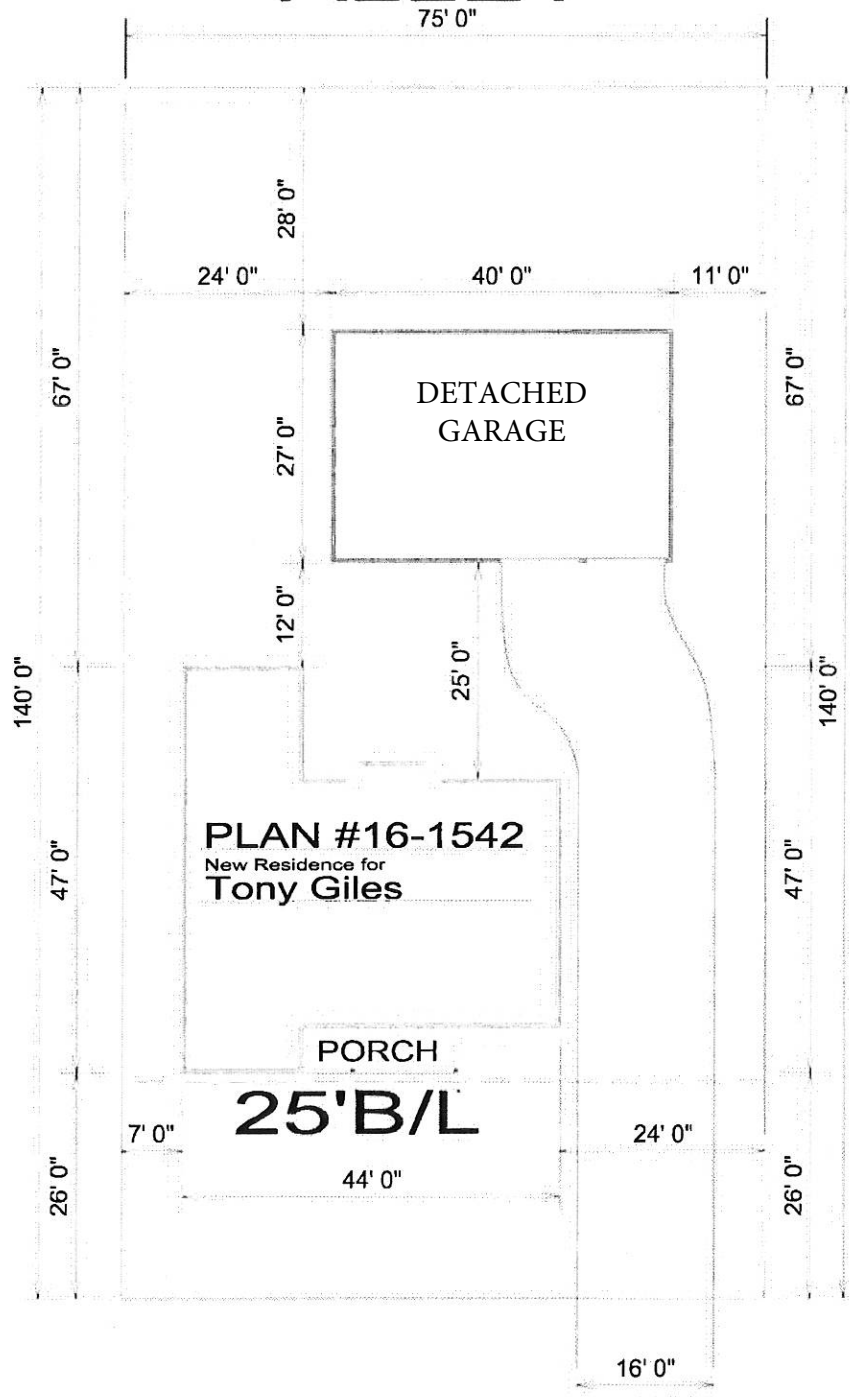 75' 0"
28' 0"
24' 0"
40' 0"
11' 0"
67' 0"
67' 0"
DETACHED
GARAGE
27' 0"
12' 0"
25' 0"
140' 0"
140' 0"
PLAN #16-1542
New Residence for
Tony Giles
47' 0"
47' 0"
PORCH
25'B/L
7' 0"
24' 0"
44' 0"
26' 0"
26' 0"
16' 0"